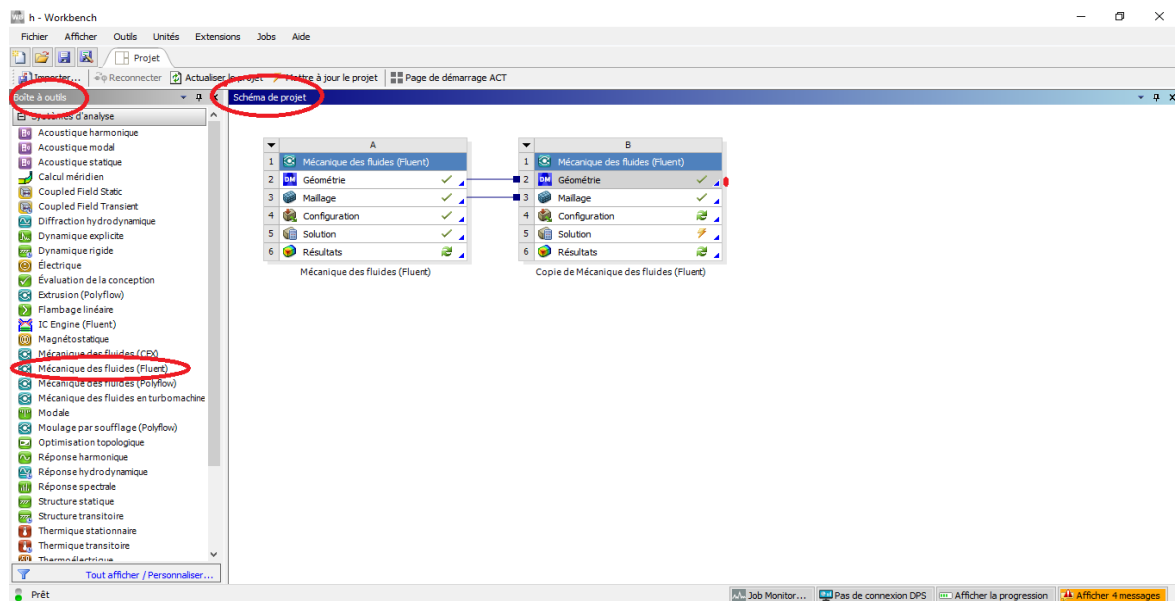 h - Workbench
Fichier Afficher Outils Unités Extensions Jobs Aide
Projet
Importer... Reconnecter Actualiser le projet Mettre à jour le projet Page de démarrage ACT
Boîte à outils
Schéma de projet
Systèmes d'analyse
Acoustique harmonique
Acoustique modal
Acoustique statique
Calcul méridien
Coupled Field Static
Coupled Field Transient
Diffraction hydrodynamique
Dynamique explicite
Dynamique rigide
Électrique
Évaluation de la conception
Extrusion (Polyflow)
Flambage linéaire
IC Engine (Fluent)
Magnétostatique
Mécanique des fluides (CFX)
Mécanique des fluides (Fluent)
Mécanique des fluides (Polyflow)
Mécanique des fluides en turbomachine
Modale
Moulage par soufflage (Polyflow)
Optimisation topologique
Réponse harmonique
Réponse hydrodynamique
Réponse spectrale
Structure statique
Structure transitoire
Thermique stationnaire
Thermique transitoire
Thermoélectrique
Tout afficher / Personnaliser...
A
1 Mécanique des fluides (Fluent)
2 DM Géométrie
3 Maillage
4 Configuration
5 Solution
6 Résultats
Mécanique des fluides (Fluent)
B
1 Mécanique des fluides (Fluent)
2 DM Géométrie
3 Maillage
4 Configuration
5 Solution
6 Résultats
Copie de Mécanique des fluides (Fluent)
Prêt
Job Monitor... Pas de connexion DPS Afficher la progression Afficher 4 messages